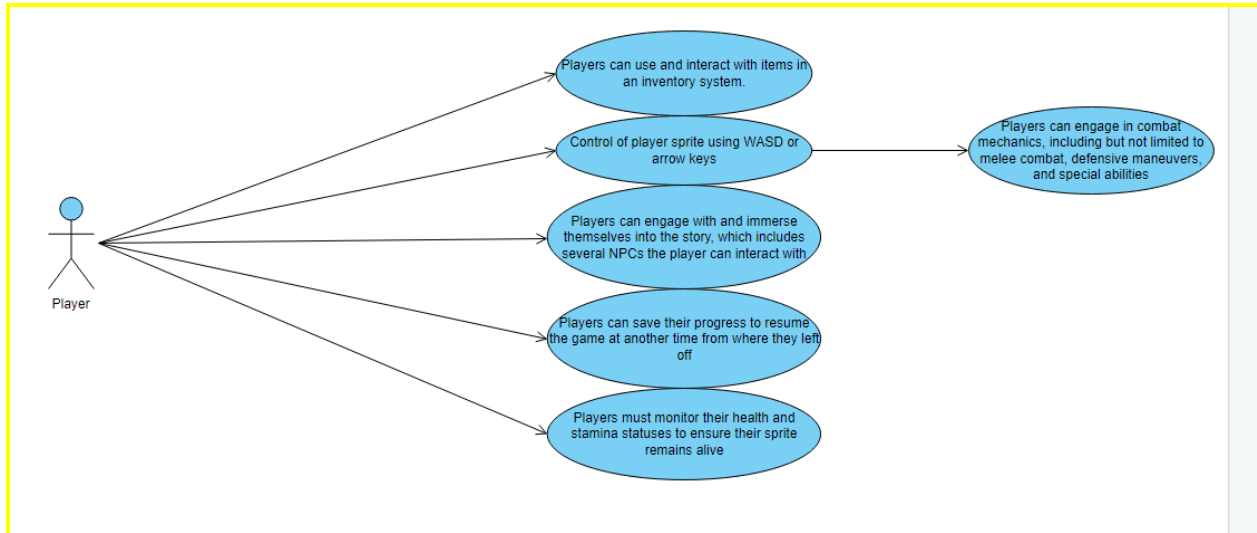 Players can use and interact with items in
an inventory system.
Control of player sprite using WASD or
arrow keys
Players can engage in combat
mechanics, including but not limited to
melee combat, defensive maneuvers,
and special abilities
Players can engage with and immerse
themselves into the story, which includes
several NPCs the player can interact with
Player
Players can save their progress to resume
the game at another time from where they left
off
Players must monitor their health and
stamina statuses to ensure their sprite
remains alive